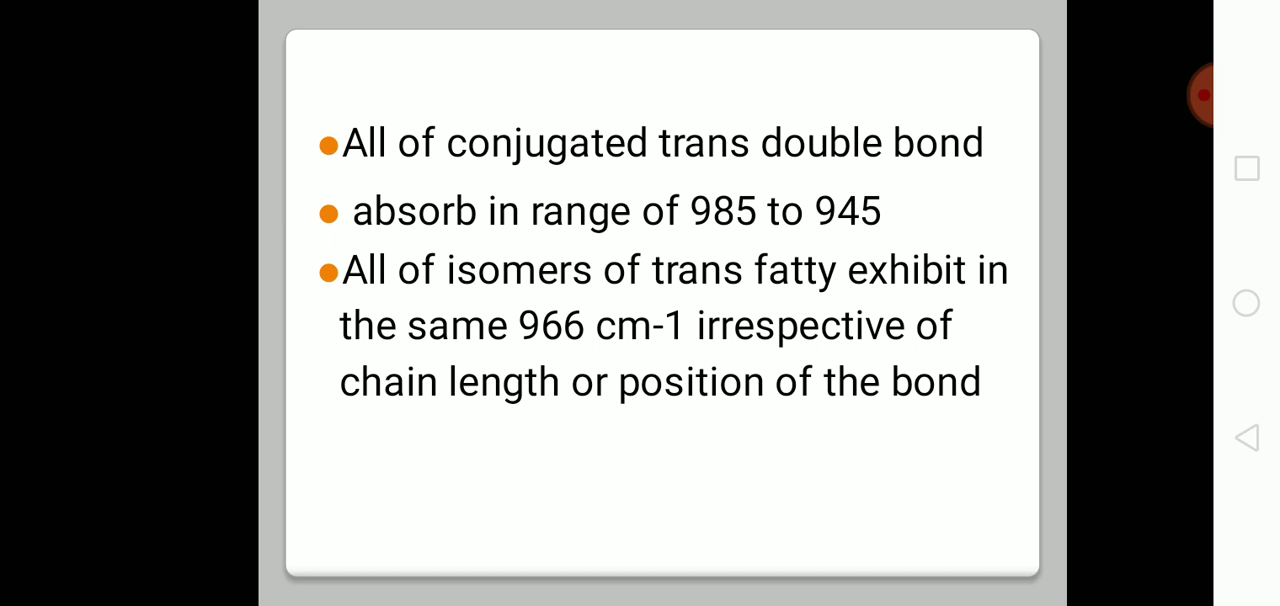 ●All of conjugated trans double bond
● absorb in range of 985 to 945
●All of isomers of trans fatty exhibit in
the same 966 cm-1 irrespective of
chain length or position of the bond